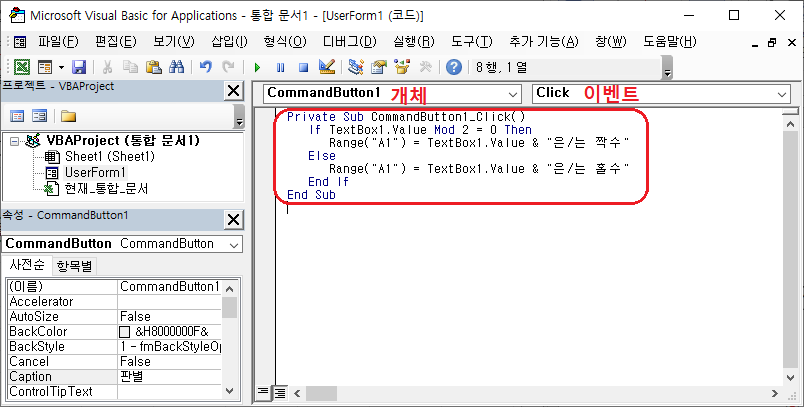 Microsoft Visual Basic for Applications - 통합 문서1 - [UserForm1 (코드)]
파일(F) 편집(E) 보기(V) 삽입(I) 형식(O) 디버그(D) 실행(R) 도구(T) 추가 기능(A) 창(W) 도움말(H)
8 행, 1 열
프로젝트 - VBAProject
VBAProject (통합 문서1)
Sheet1 (Sheet1)
UserForm1
현재_통합_문서
속성 - CommandButton1
CommandButton CommandButton
사전순 항목별
(이름) CommandButton1
Accelerator
AutoSize False
BackColor &H8000000F&
BackStyle 1 - fmBackStyleOp
Cancel False
Caption 판별
ControlTipText
CommandButton1 개체 Click 이벤트
Private Sub CommandButton1_Click()
If TextBox1.Value Mod 2 = 0 Then
Range("A1") = TextBox1.Value & "은/는 짝수"
Else
Range("A1") = TextBox1.Value & "은/는 홀수"
End If
End Sub